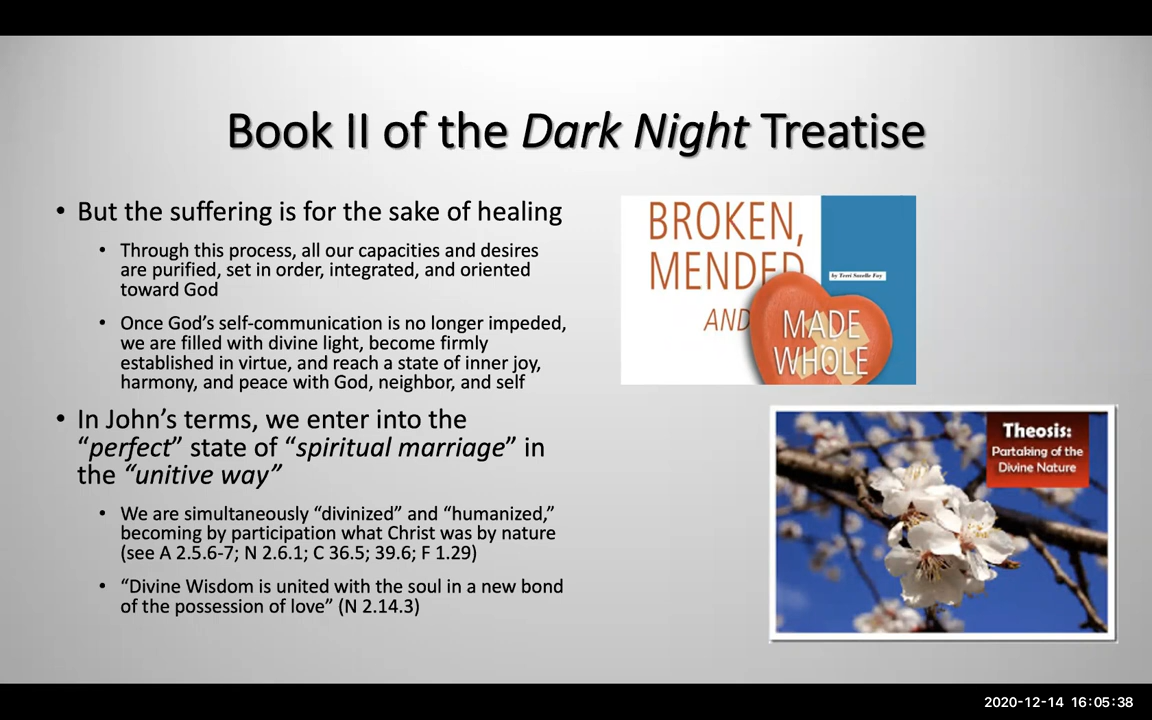 Book II of the Dark Night Treatise
• But the suffering is for the sake of healing
• Through this process, all our capacities and desires
are purified, set in order, integrated, and oriented
toward God
• Once God’s self-communication is no longer impeded,
we are filled with divine light, become firmly
established in virtue, and reach a state of inner joy,
harmony, and peace with God, neighbor, and self
• In John’s terms, we enter into the
“perfect” state of “spiritual marriage” in
the “unitive way”
• We are simultaneously “divinized” and “humanized,”
becoming by participation what Christ was by nature
(see A 2.5.6-7; N 2.6.1; C 36.5; 39.6; F 1.29)
• “Divine Wisdom is united with the soul in a new bond
of the possession of love” (N 2.14.3)
BROKEN,
MENDED
AND
MADE
WHOLE
by Terri Savelle Foy
Theosis:
Partaking of the
Divine Nature
2020-12-14 16:05:38